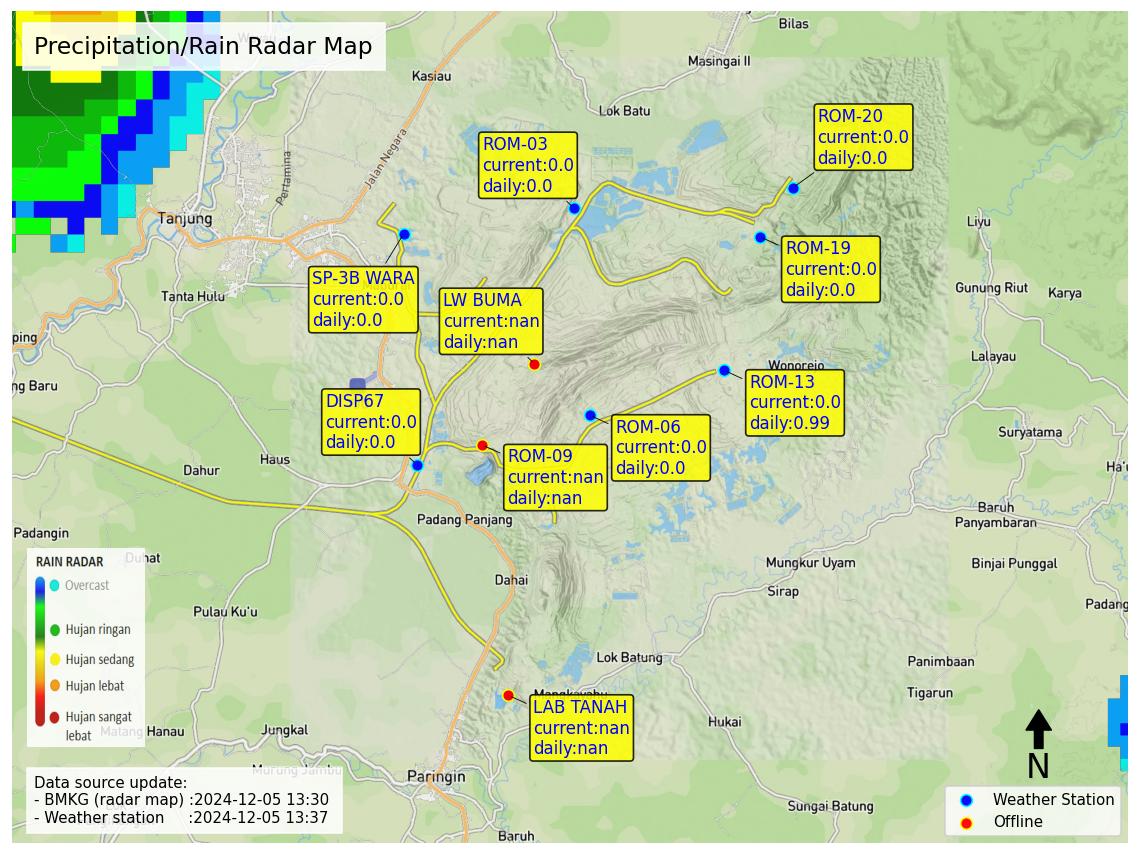 Precipitation/Rain Radar Map
Bilas
Masingai II
Kasiau
Lok Batu
Jalan Negara
Pertamina
Tanjung
Tanta Hulu
ping
ng Baru
ROM-03
current:0.0
daily:0.0
ROM-20
current:0.0
daily:0.0
ROM-19
current:0.0
daily:0.0
SP-3B WARA
current:0.0
daily:0.0
LW BUMA
current:nan
daily:nan
Liyu
Gunung Riut
Karya
Lalayau
Wonorejo
ROM-13
current:0.0
daily:0.99
DISP67
current:0.0
daily:0.0
ROM-06
current:0.0
daily:0.0
ROM-09
current:nan
daily:nan
Suryatama
Ha'u
Haus
Dahur
Padang Panjang
Baruh
Panyambaran
Padangin
Duhat
Binjai Punggal
Mungkur Uyam
Dahai
Sirap
Padang
Pulau Ku'u
RAIN RADAR
Overcast
Hujan ringan
Hujan sedang
Hujan lebat
Hujan sangat
lebat
Lok Batung
Panimbaan
Tigarun
Mangkayahu
LAB TANAH
current:nan
daily:nan
Hukai
Matang Hanau
Jungkal
Murung Jambu
Paringin
Sungai Batung
Baruh
Data source update:
- BMKG (radar map) :2024-12-05 13:30
- Weather station :2024-12-05 13:37
N
Weather Station
Offline